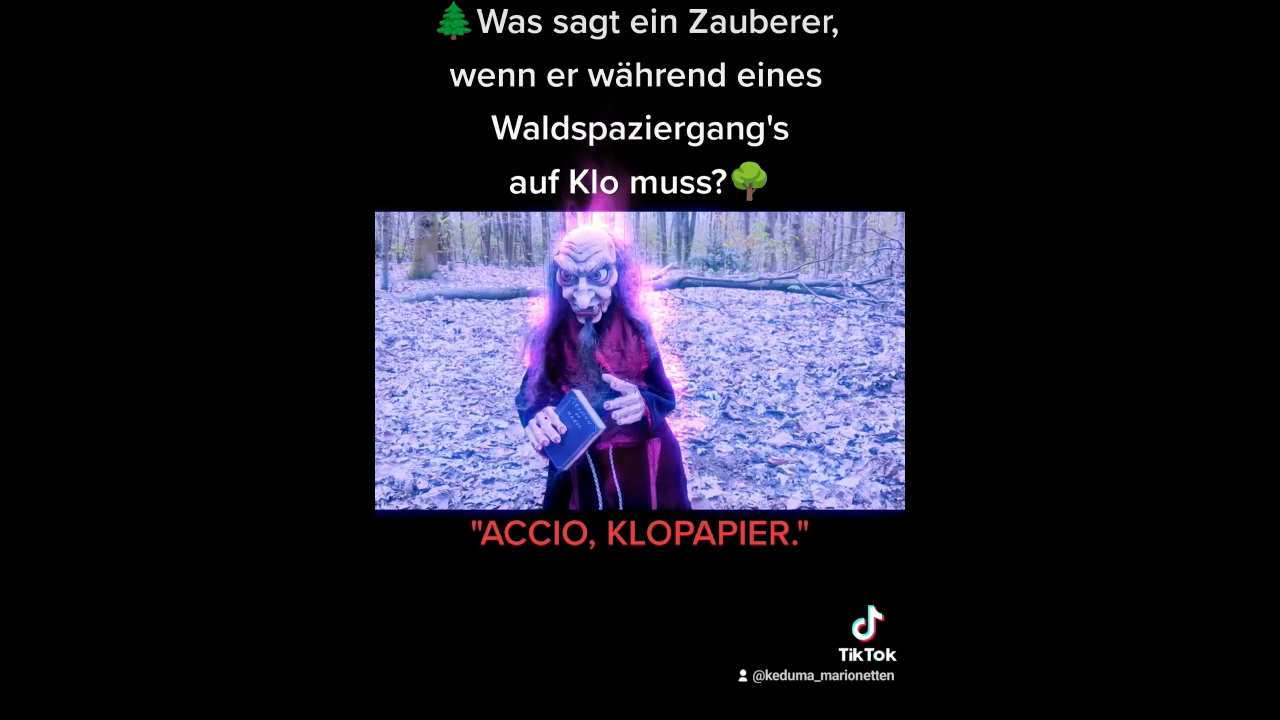 🌲Was sagt ein Zauberer,
wenn er während eines
Waldspaziergang's
auf Klo muss?🌳
"ACCIO, KLOPAPIER."
TikTok
@keduma_marionetten